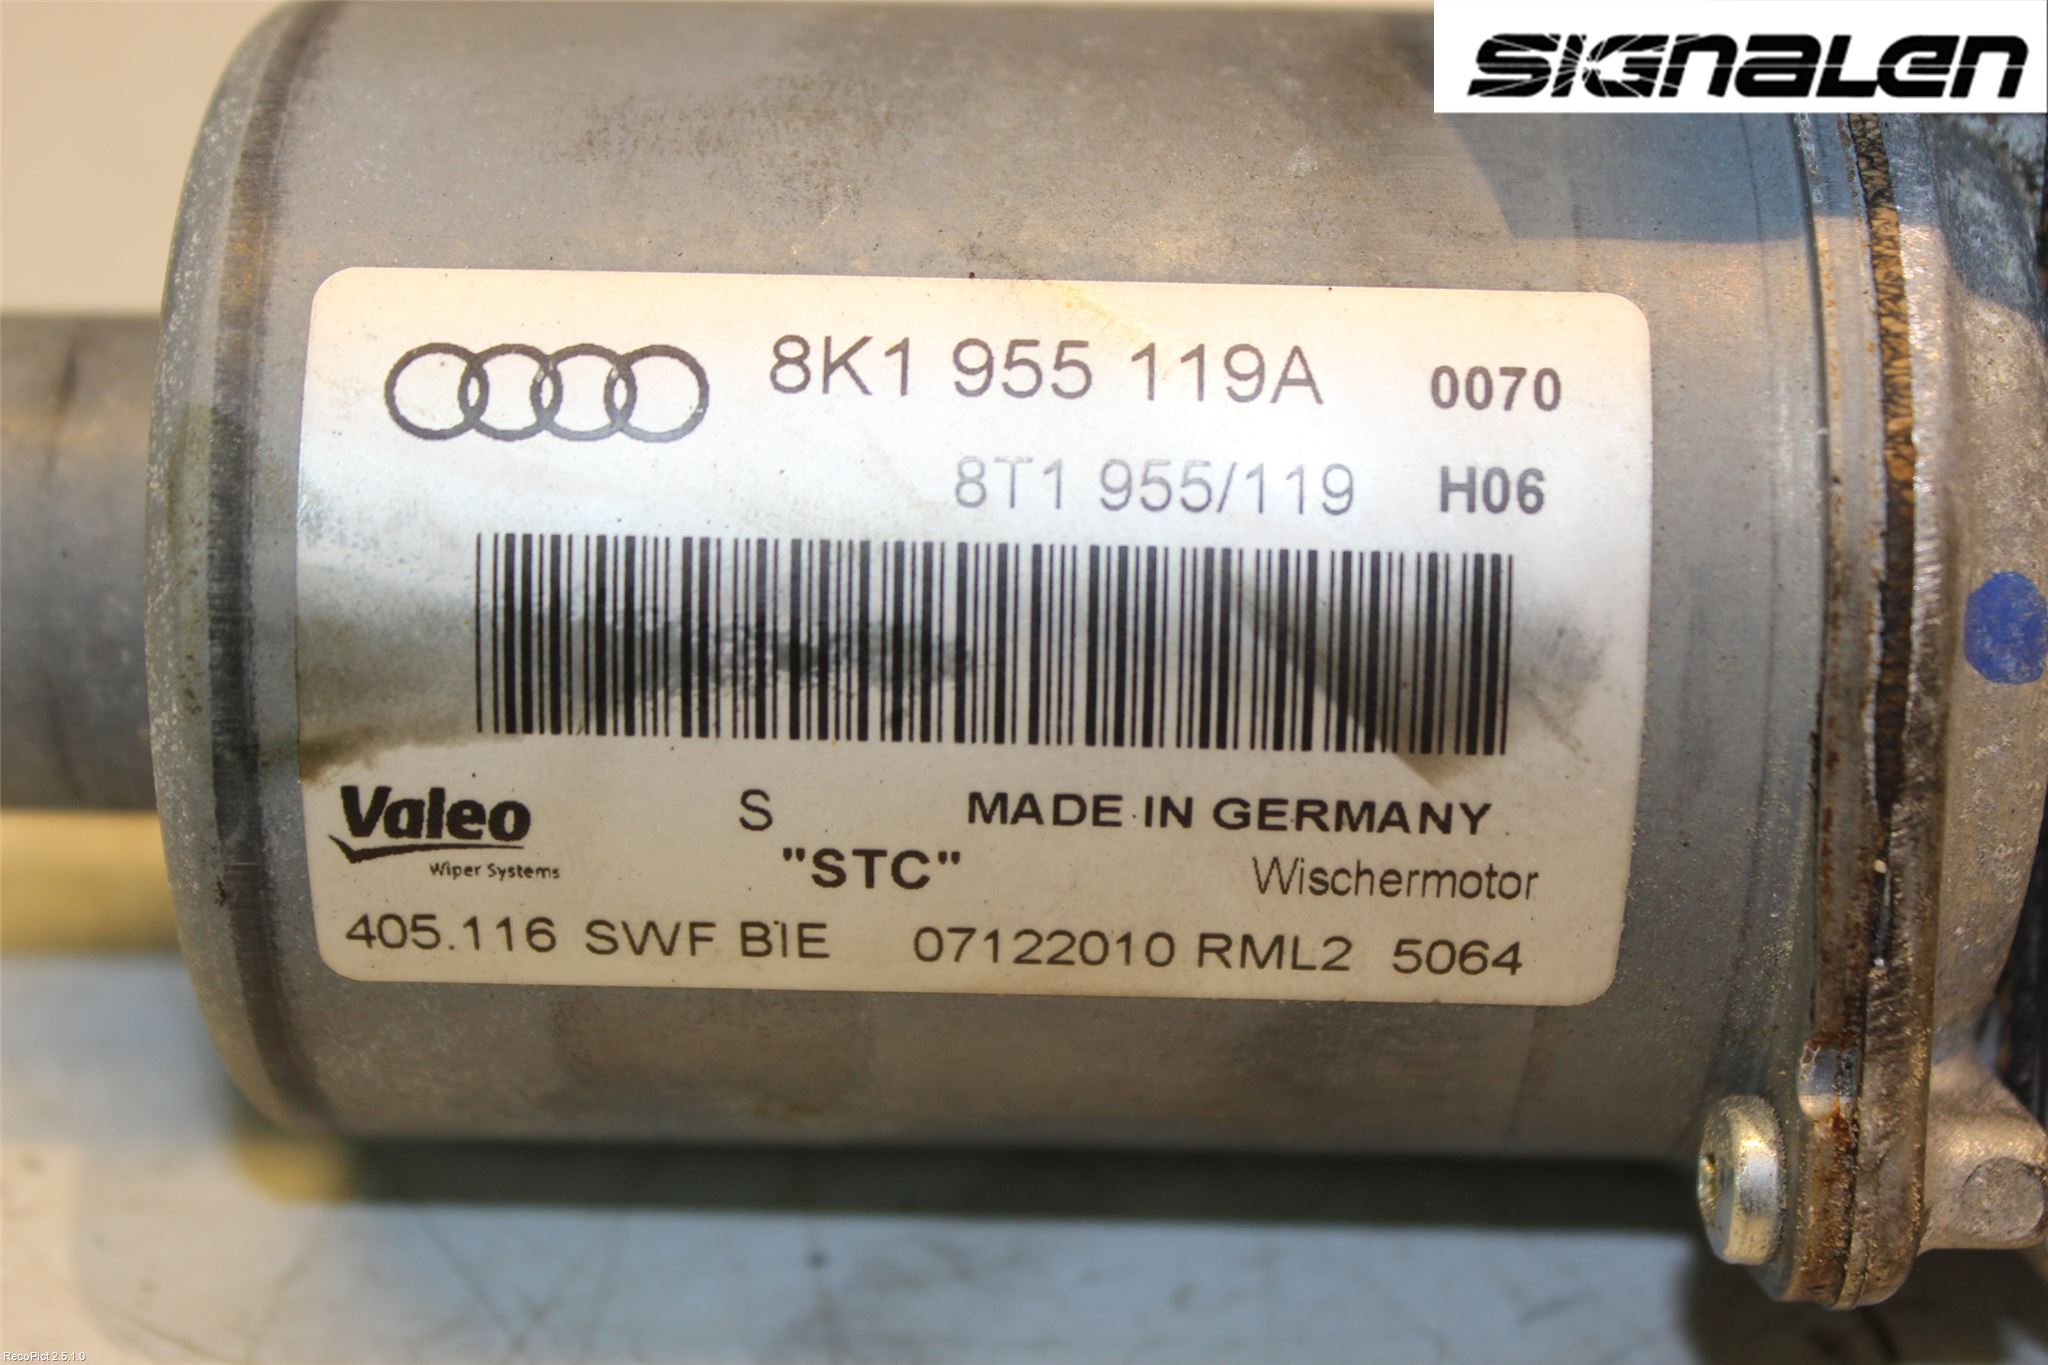 SIGNALEN
8K1 955 119A 0070
8T1 955/119 H06
Valeo S MADE IN GERMANY
Wiper Systems "STC" Wischermotor
405.116 SWF BIE 07122010 RML2 5064
RecoPict 2.5.1.0